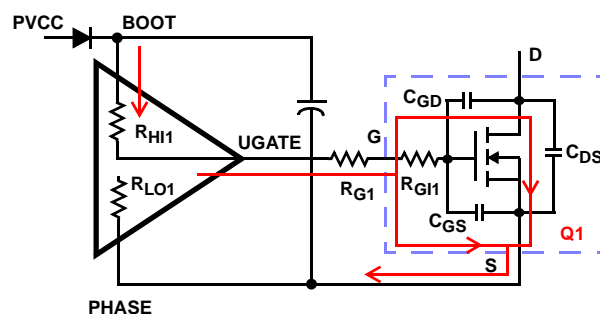 PVCC
BOOT
D
CGD
RHI1
UGATE
G
CDS
RLO1
RG1
RGI1
CGS
Q1
S
PHASE